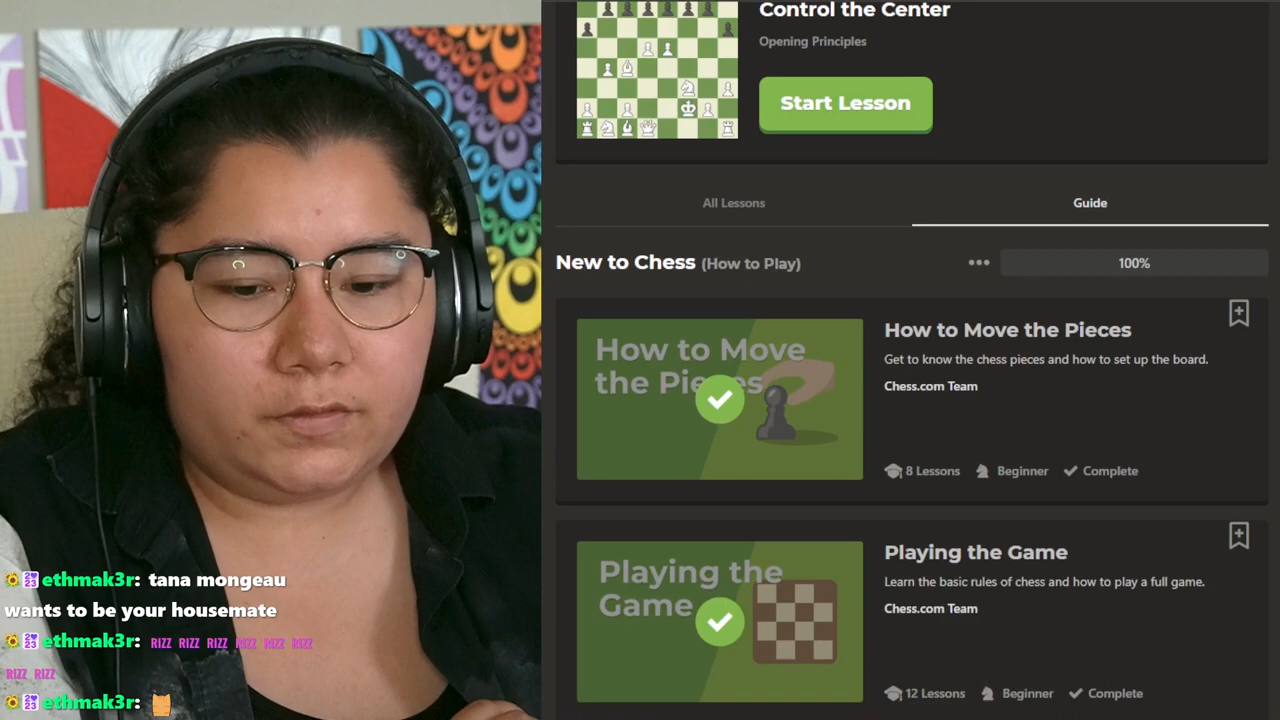 Control the Center
Opening Principles
Start Lesson
All Lessons
Guide
New to Chess (How to Play)
100%
How to Move
the Pieces
How to Move the Pieces
Get to know the chess pieces and how to set up the board.
Chess.com Team
8 Lessons
Beginner
Complete
Playing the
Game
Playing the Game
Learn the basic rules of chess and how to play a full game.
Chess.com Team
12 Lessons
Beginner
Complete
ethmak3r: tana mongeau
wants to be your housemate
ethmak3r: RIZZ RIZZ RIZZ RIZZ RIZZ RIZZ
RIZZ RIZZ
ethmak3r: